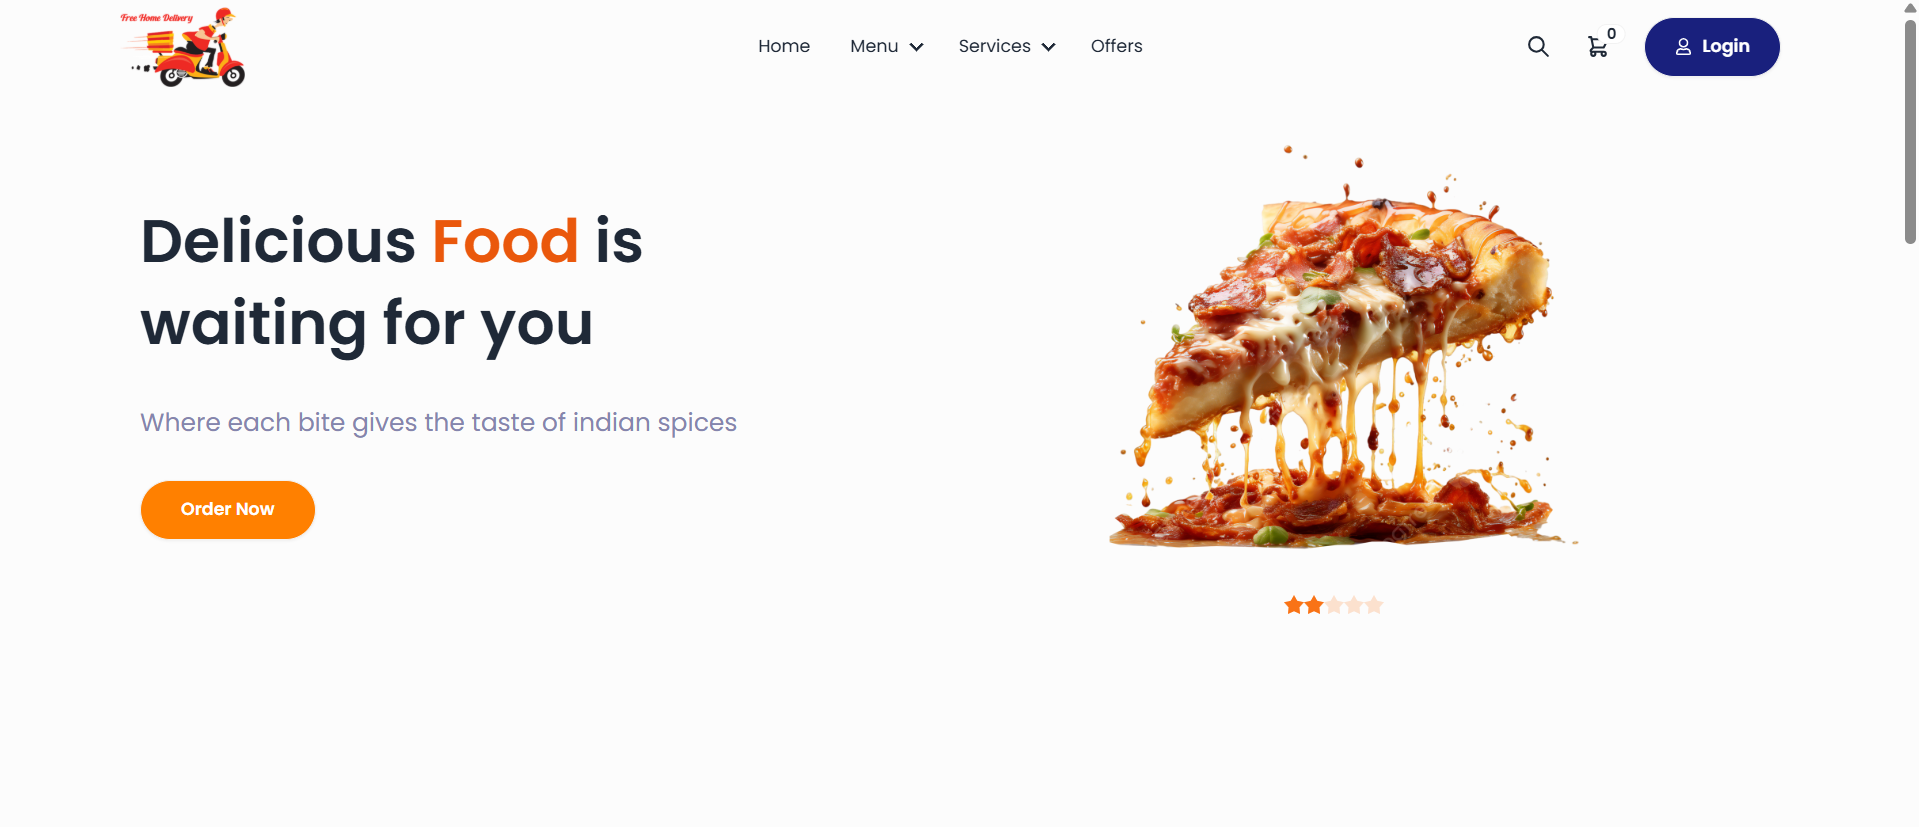 Free Home Delivery
Home
Menu
Services
Offers
0
Login
Delicious Food is
waiting for you
Where each bite gives the taste of indian spices
Order Now